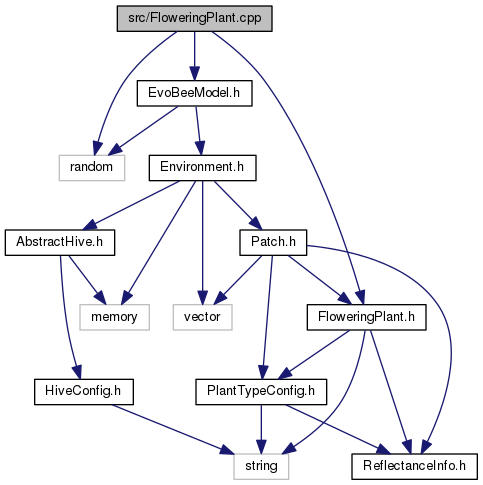 src/FloweringPlant.cpp
EvoBeeModel.h
random
Environment.h
AbstractHive.h
Patch.h
memory
vector
FloweringPlant.h
HiveConfig.h
PlantTypeConfig.h
string
ReflectanceInfo.h